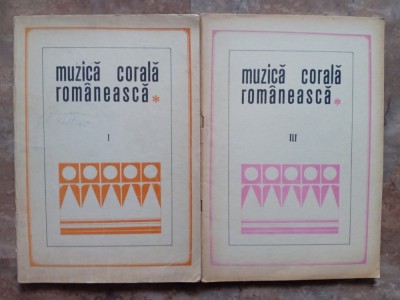 muzică corală
românească*
I
muzică corală
românească*
III